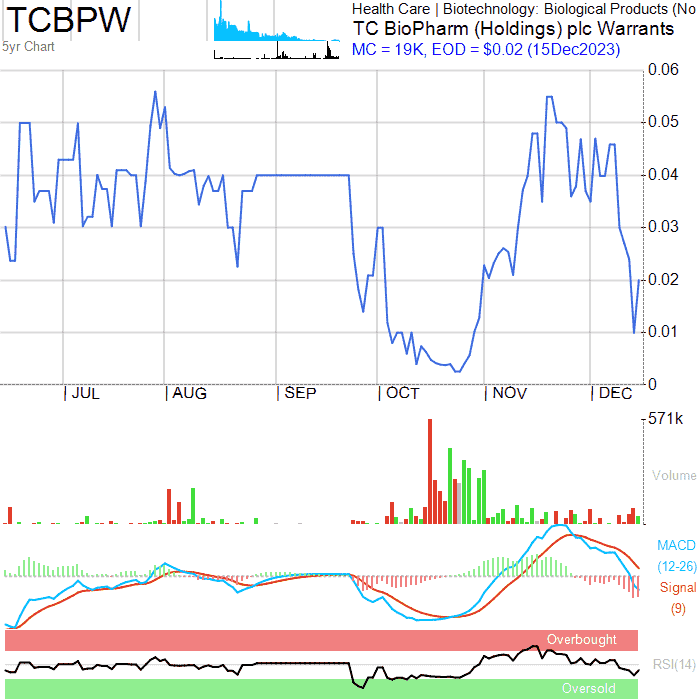 TCBPW
5yr Chart
Health Care | Biotechnology: Biological Products (No
TC BioPharm (Holdings) plc Warrants
MC = 19K, EOD = $0.02 (15Dec2023)
0.06
0.05
0.04
0.03
0.02
0.01
0
JUL AUG SEP OCT NOV DEC
571k
Volume
MACD
(12-26)
Signal
(9)
Overbought
RSI(14)
Oversold